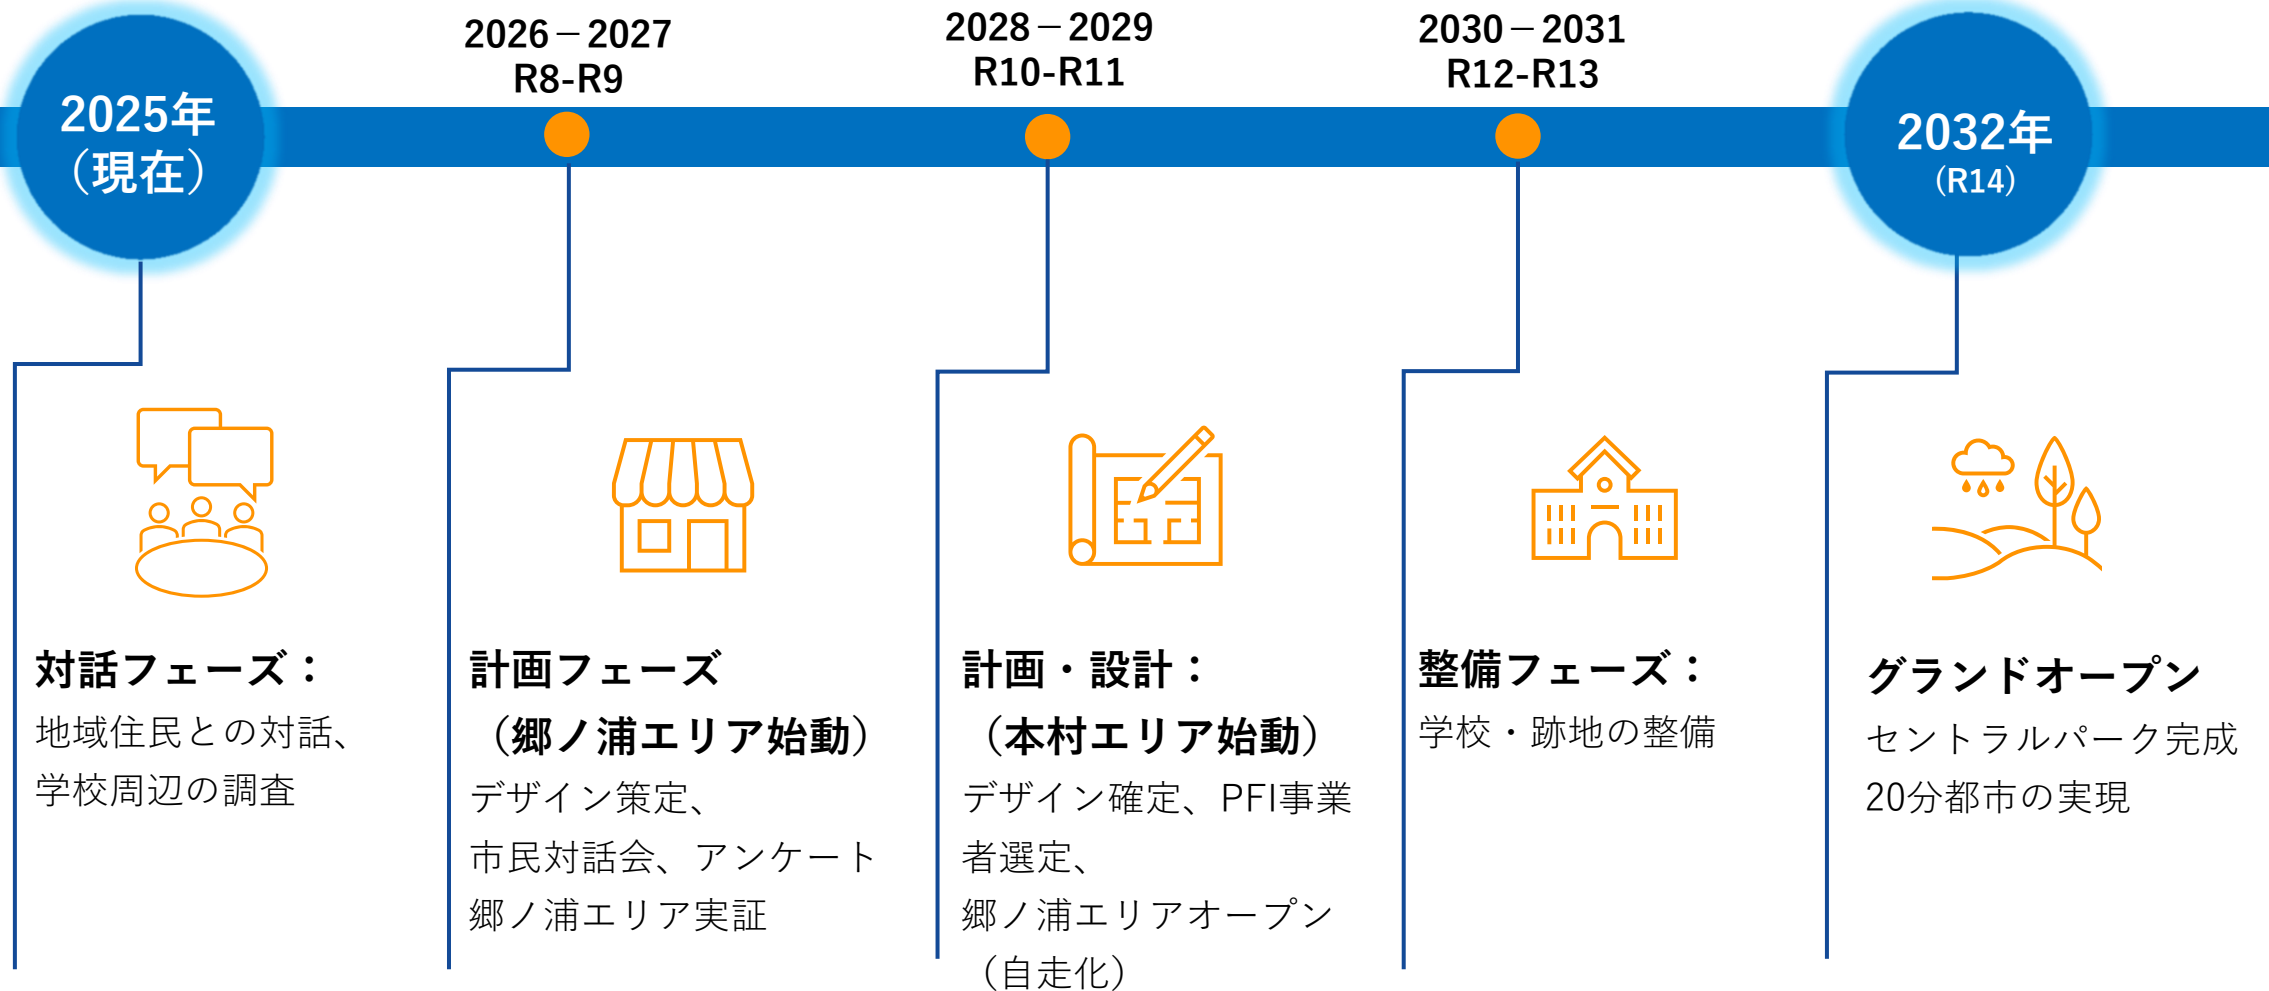 2025年
（現在）
2026－2027
R8-R9
2028－2029
R10-R11
2030－2031
R12-R13
2032年
（R14）
対話フェーズ：
地域住民との対話、
学校周辺の調査
計画フェーズ
（郷ノ浦エリア始動）
デザイン策定、
市民対話会、アンケート
郷ノ浦エリア実証
計画・設計：
（本村エリア始動）
デザイン確定、PFI事業
者選定、
郷ノ浦エリアオープン
（自走化）
整備フェーズ：
学校・跡地の整備
グランドオープン
セントラルパーク完成
20分都市の実現